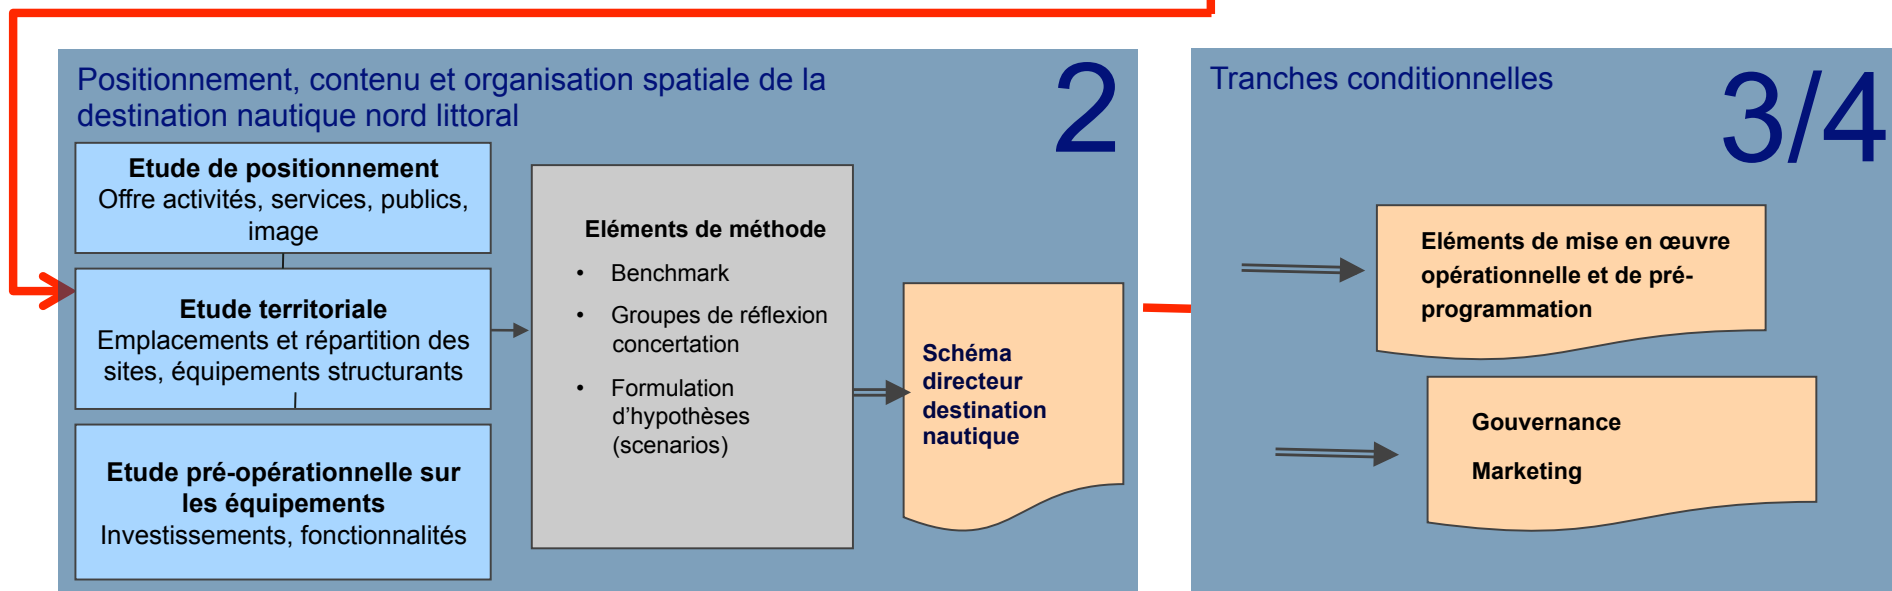 Positionnement, contenu et organisation spatiale de la
destination nautique nord littoral
2
Etude de positionnement
Offre activités, services, publics,
image
Etude territoriale
Emplacements et répartition des
sites, équipements structurants
Etude pré-opérationnelle sur
les équipements
Investissements, fonctionnalités
Eléments de méthode
• Benchmark
• Groupes de réflexion
concertation
• Formulation
d'hypothèses
(scenarios)
Schéma
directeur
destination
nautique
Tranches conditionnelles
3/4
Eléments de mise en œuvre
opérationnelle et de pré-
programmation
Gouvernance
Marketing